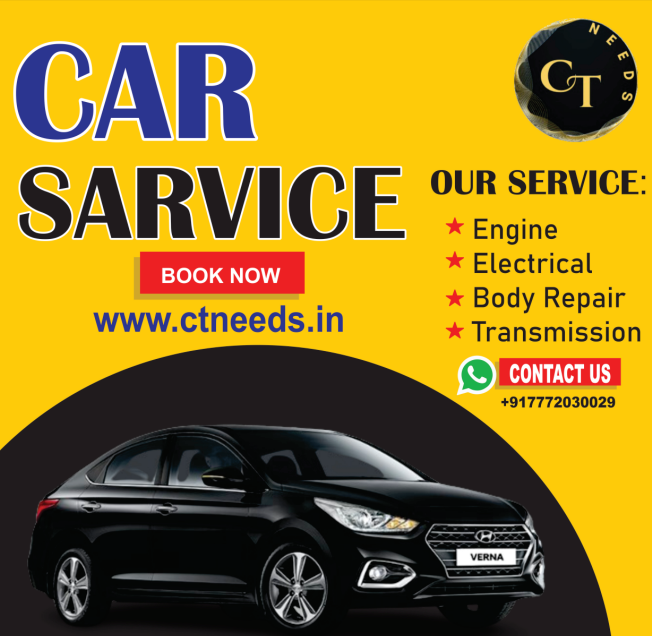 CAR
SARVICE
BOOK NOW
www.ctneeds.in
CT
NEEDS
OUR SERVICE:
Engine
Electrical
Body Repair
Transmission
CONTACT US
+917772030029
VERNA